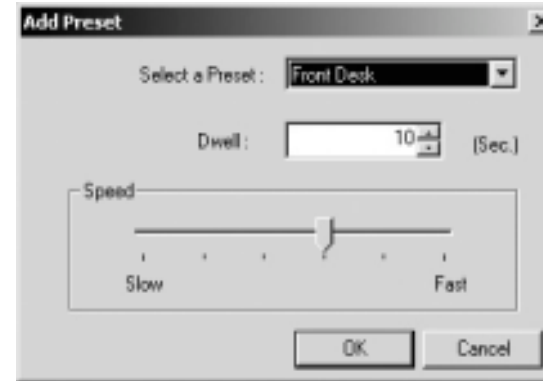 Add Preset
Select a Preset : Front Desk
Dwell : 10 (Sec.)
Speed
Slow Fast
OK Cancel